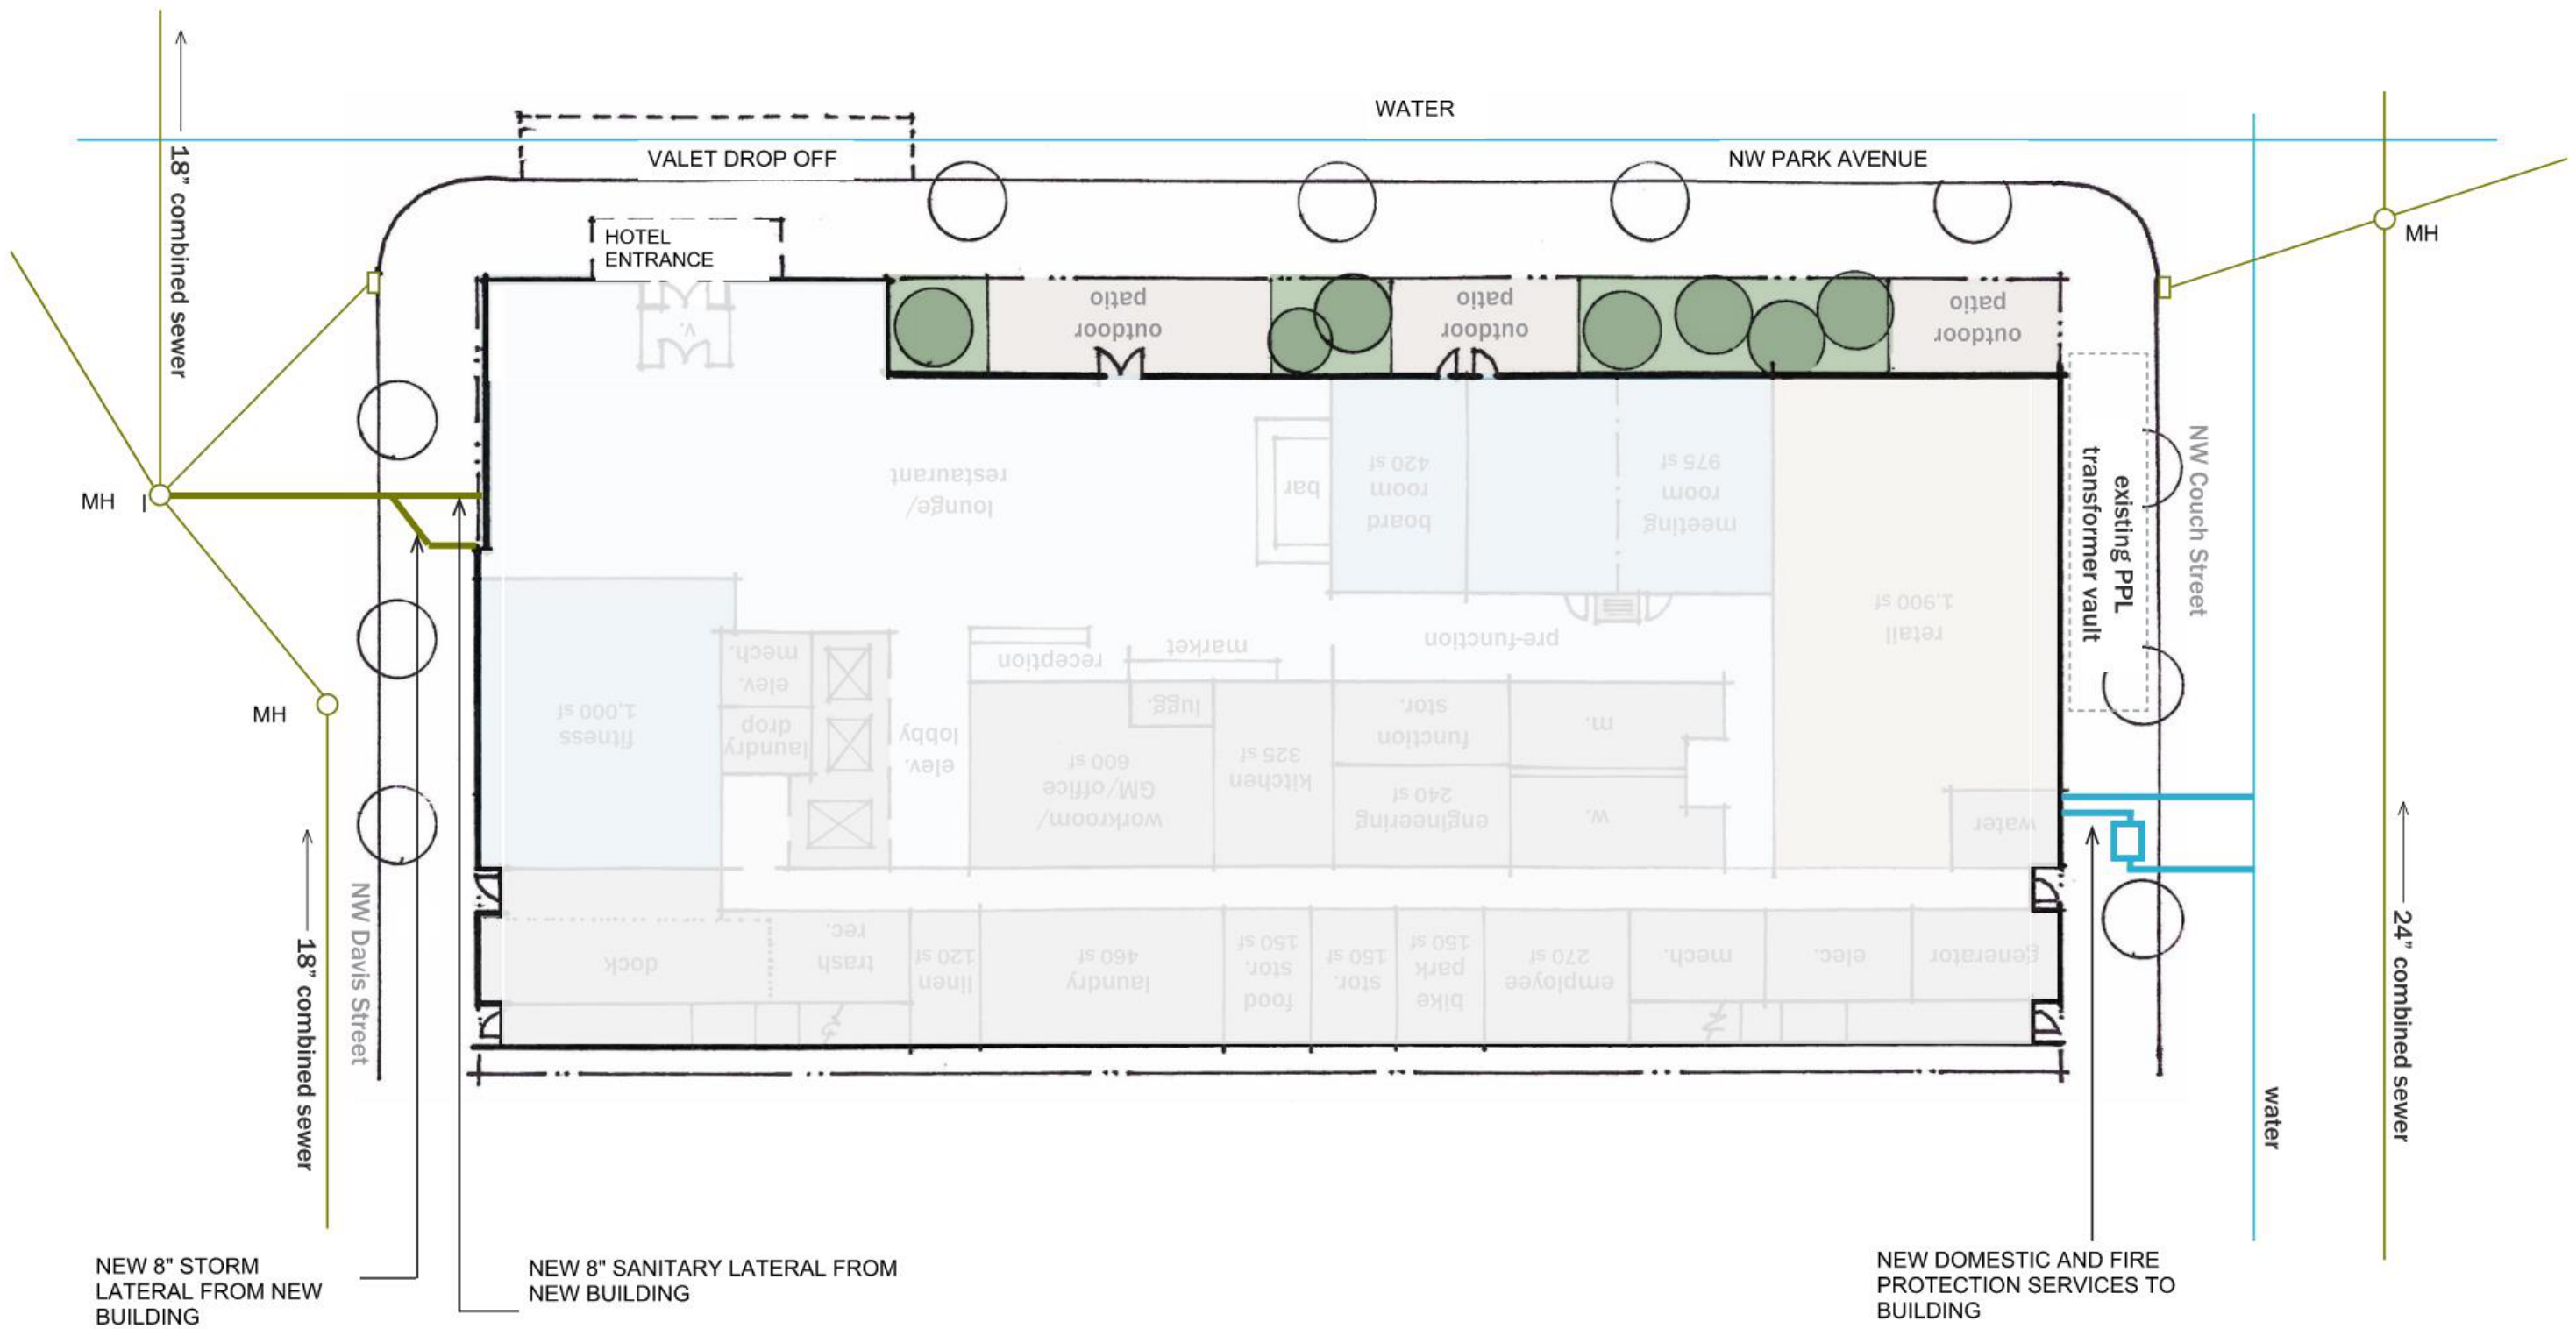 WATER
VALET DROP OFF
NW PARK AVENUE
18" combined sewer
HOTEL
ENTRANCE
MH
v.
outdoor
patio
outdoor
patio
outdoor
patio
lounge/
restaurant
bar
board
room
420 sf
meeting
room
975 sf
retail
1,900 sf
existing PPL
transformer vault
NW Couch Street
MH
MH
fitness
1,000 sf
elev.
mech.
laundry
drop
elev.
lobby
reception
market
pre-function
lugg.
workroom/
GM/office
600 sf
kitchen
325 sf
function
stor.
engineering
240 sf
m.
w.
water
NW Davis Street
18" combined sewer
dock
trash
rec.
linen
120 sf
laundry
460 sf
food
stor.
150 sf
stor.
150 sf
bike
park
150 sf
employee
270 sf
mech.
elec.
generator
24" combined sewer
water
NEW 8" STORM
LATERAL FROM NEW
BUILDING
NEW 8" SANITARY LATERAL FROM
NEW BUILDING
NEW DOMESTIC AND FIRE
PROTECTION SERVICES TO
BUILDING